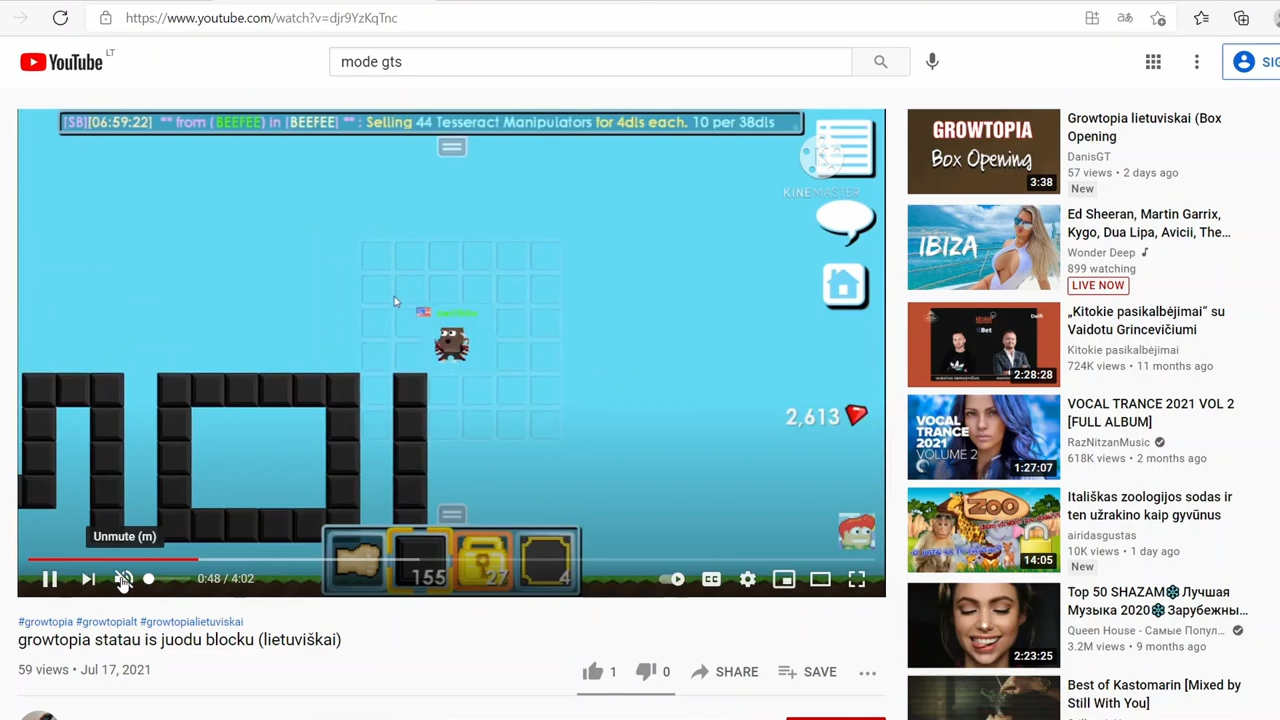 https://www.youtube.com/watch?v=djr9YzKqTnc
YouTube LT
mode gts
SIG
[SB][06:59:22] ** from (BEEFEE) in [BEEFEE] ** : Selling 44 Tesseract Manipulators for 4dls each. 10 per 38dls
KINEMASTER
2,613
155
27
4
Unmute (m)
0:48 / 4:02
CC
#growtopia #growtopialt #growtopialietuviskai
growtopia statau is juodu blocku (lietuviškai)
59 views • Jul 17, 2021
1
0
SHARE
SAVE
GROWTOPIA
Box Opening
3:38
Growtopia lietuviskai (Box
Opening
DanisGT
57 views • 2 days ago
New
IBIZA
Ed Sheeran, Martin Garrix,
Kygo, Dua Lipa, Avicii, The…
Wonder Deep
899 watching
LIVE NOW
Bet
Delfi
2:28:28
„Kitokie pasikalbėjimai“ su
Vaidotu Grincevičiumi
Kitokie pasikalbėjimai
724K views • 11 months ago
VOCAL
TRANCE
2021
VOLUME 2
1:27:07
VOCAL TRANCE 2021 VOL 2
[FULL ALBUM]
RazNitzanMusic
618K views • 2 months ago
ZOO
14:05
Itališkas zoologijos sodas ir
ten užrakino kaip gyvūnus
airidasgustas
10K views • 1 day ago
New
2:23:25
Top 50 SHAZAM❄Лучшая
Музыка 2020❄Зарубежны…
Queen House - Самые Попул…
3.2M views • 9 months ago
Best of Kastomarin [Mixed by
Still With You]